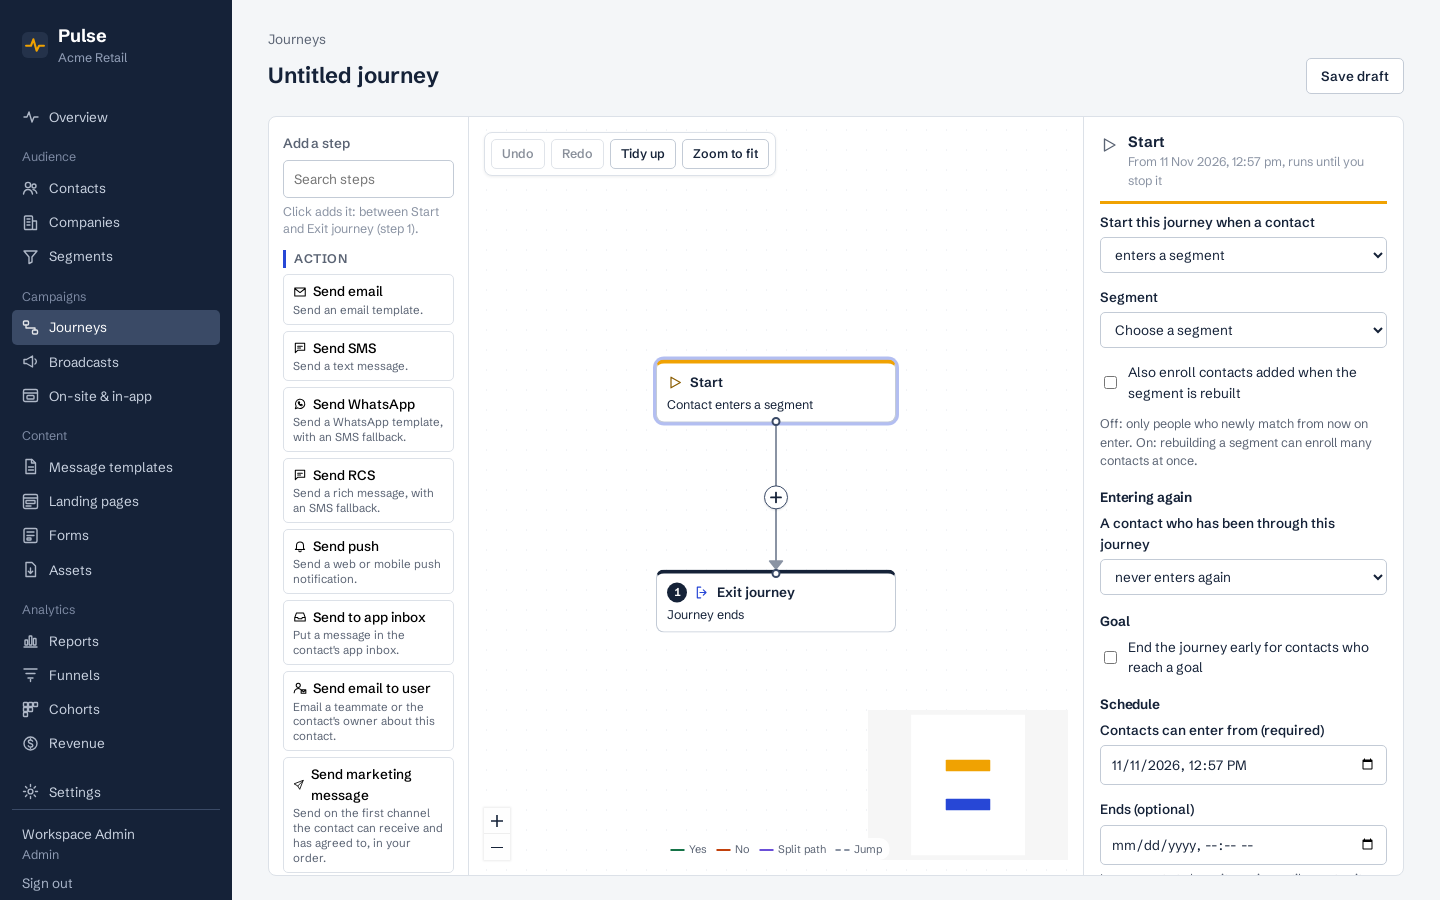 Pulse
Acme Retail
Overview
Audience
Contacts
Companies
Segments
Campaigns
Journeys
Broadcasts
On-site & in-app
Content
Message templates
Landing pages
Forms
Assets
Analytics
Reports
Funnels
Cohorts
Revenue
Settings
Workspace Admin
Admin
Sign out
Journeys
Untitled journey
Save draft
Add a step
Search steps
Click adds it: between Start
and Exit journey (step 1).
ACTION
Send email
Send an email template.
Send SMS
Send a text message.
Send WhatsApp
Send a WhatsApp template,
with an SMS fallback.
Send RCS
Send a rich message, with
an SMS fallback.
Send push
Send a web or mobile push
notification.
Send to app inbox
Put a message in the
contact's app inbox.
Send email to user
Email a teammate or the
contact's owner about this
contact.
Send marketing
message
Send on the first channel
the contact can receive and
has agreed to, in your
order.
Undo
Redo
Tidy up
Zoom to fit
Start
Contact enters a segment
1
Exit journey
Journey ends
Yes
No
Split path
Jump
Start
From 11 Nov 2026, 12:57 pm, runs until you
stop it
Start this journey when a contact
enters a segment
Segment
Choose a segment
Also enroll contacts added when the
segment is rebuilt
Off: only people who newly match from now on
enter. On: rebuilding a segment can enroll many
contacts at once.
Entering again
A contact who has been through this
journey
never enters again
Goal
End the journey early for contacts who
reach a goal
Schedule
Contacts can enter from (required)
11/11/2026, 12:57 PM
Ends (optional)
mm/dd/yyyy, --:-- --